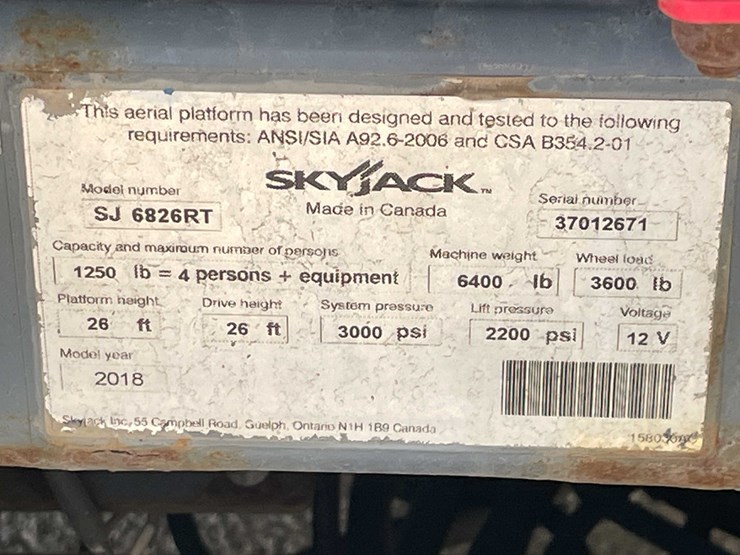 This aerial platform has been designed and tested to the following
requirements: ANSI/SIA A92.6-2006 and CSA B354.2-01
SKYJACK™
Made in Canada
Model number
SJ 6826RT
Serial number
37012671
Capacity and maximum number of persons
1250 lb = 4 persons + equipment
Machine weight
6400 lb
Wheel load
3600 lb
Platform height
26 ft
Drive height
26 ft
System pressure
3000 psi
Lift pressure
2200 psi
Voltage
12 V
Model year
2018
Skyjack Inc, 55 Campbell Road, Guelph, Ontario N1H 1B9 Canada